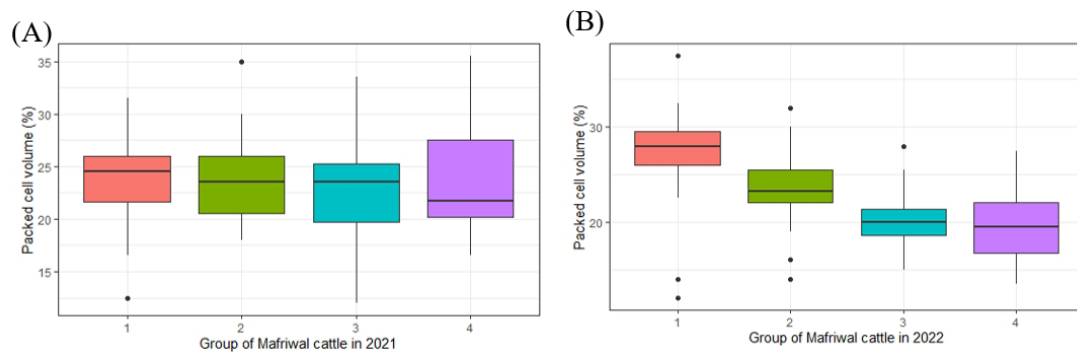 (A)
Packed cell volume (%)
35
30
25
20
15
1 2 3 4
Group of Mafriwal cattle in 2021
(B)
Packed cell volume (%)
30
20
1 2 3 4
Group of Mafriwal cattle in 2022